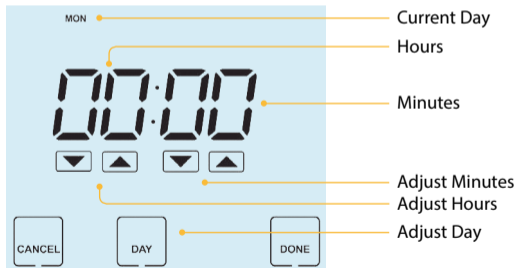 MON
Current Day
Hours
00:00
Minutes
Adjust Minutes
Adjust Hours
Adjust Day
CANCEL
DAY
DONE